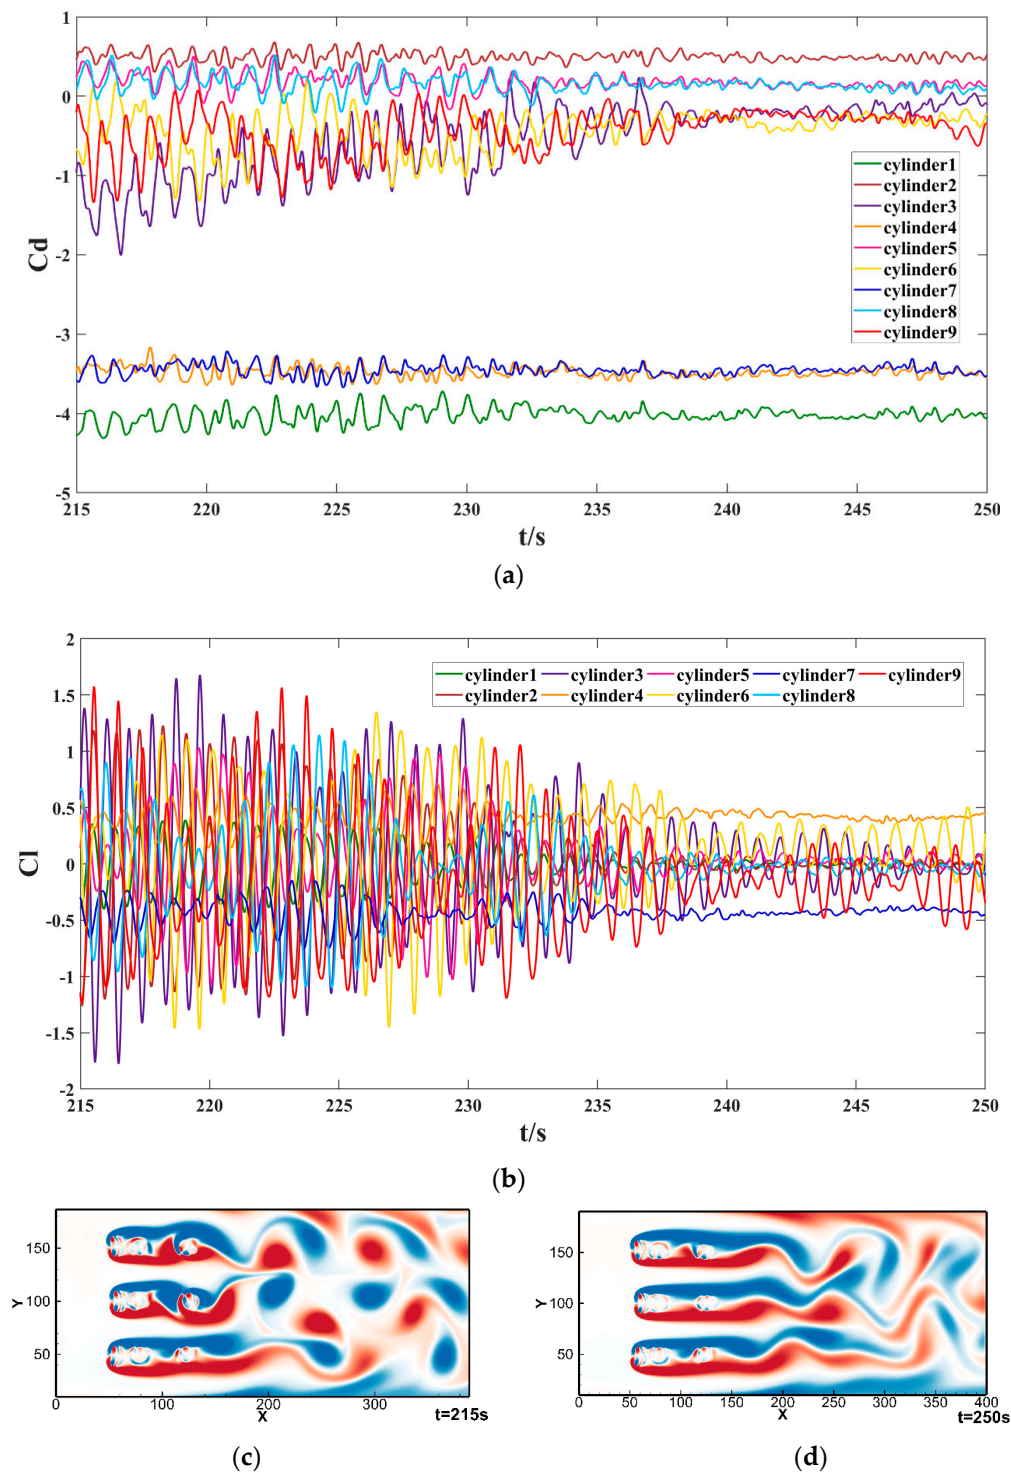 1
0
-1
-2
-3
-4
-5
Cd
cylinder1
cylinder2
cylinder3
cylinder4
cylinder5
cylinder6
cylinder7
cylinder8
cylinder9
215 220 225 230 235 240 245 250
t/s
(a)
2
1.5
1
0.5
0
-0.5
-1
-1.5
-2
Cl
cylinder1 cylinder3 cylinder5 cylinder7 cylinder9
cylinder2 cylinder4 cylinder6 cylinder8
215 220 225 230 235 240 245 250
t/s
(b)
150
100
50
Y
0 100 200 300
X
t=215s
(c)
150
100
50
Y
0 50 100 150 200 250 300 350 400
X
t=250s
(d)